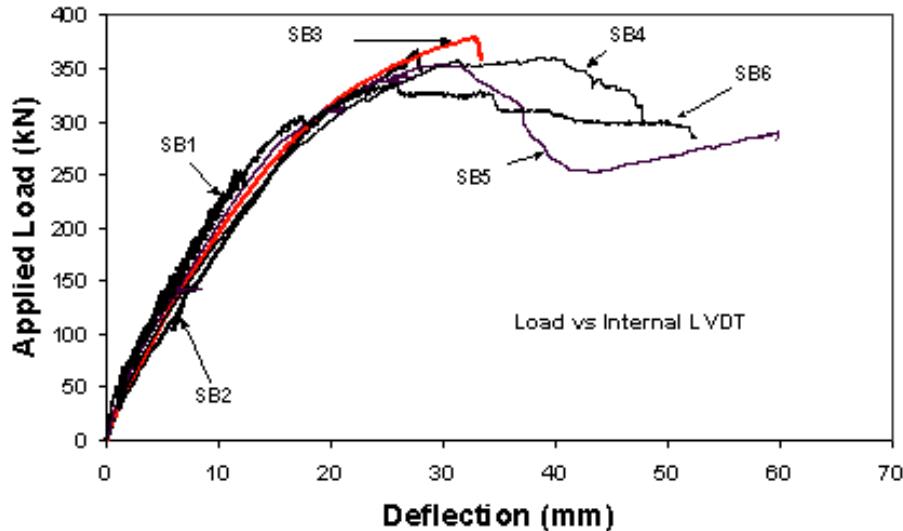 400
350
300
250
200
150
100
50
0
Applied Load (kN)
SB3
SB4
SB6
SB1
SB5
SB2
Load vs Internal LVDT
0 10 20 30 40 50 60 70
Deflection (mm)